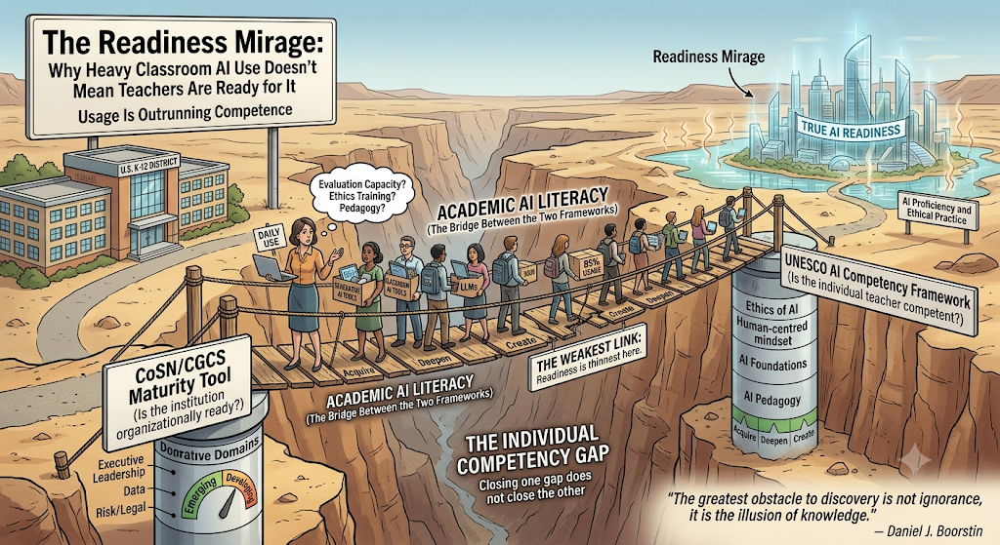 The Readiness Mirage:
Why Heavy Classroom AI Use Doesn't
Mean Teachers Are Ready for It
Usage Is Outrunning Competence
Readiness Mirage
TRUE AI READINESS
U.S. K-12 DISTRICT
Evaluation Capacity?
Ethics Training?
Pedagogy?
DAILY
USE
ACADEMIC AI LITERACY
(The Bridge Between the Two Frameworks)
AI Proficiency and
Ethical Practice
GENERATIVE
AI TOOLS
CLASSROOM
AI TOOLS
LLMs
85%
USAGE
UNESCO AI Competency Framework
(Is the individual teacher competent?)
Acquire
Deepen
Create
Create
Deepen
THE WEAKEST LINK:
Readiness is thinnest here.
CoSN/CGCS
Maturity Tool
(Is the institution
organizationally ready?)
ACADEMIC AI LITERACY
(The Bridge Between the Two Frameworks)
Ethics of AI
Human-centred
mindset
AI Foundations
AI Pedagogy
Acquire Deepen Create
THE INDIVIDUAL
COMPETENCY GAP
Closing one gap does
not close the other
Doorative Domains
Executive
Leadership
Data
Risk/Legal
Emerging
Developing
"The greatest obstacle to discovery is not ignorance,
it is the illusion of knowledge."
— Daniel J. Boorstin